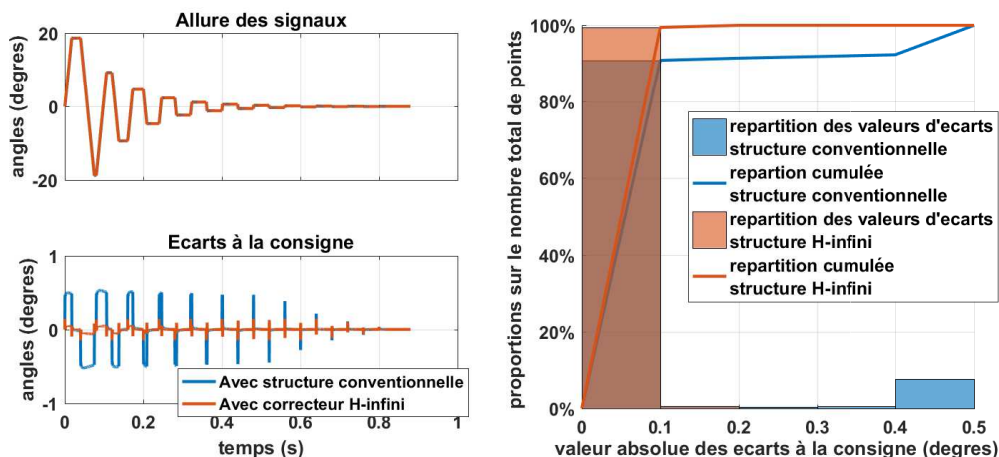 Allure des signaux
angles (degres)
20
0
-20
Ecarts à la consigne
angles (degres)
1
0
-1
0
0.2
0.4
0.6
0.8
1
temps (s)
Avec structure conventionnelle
Avec correcteur H-infini
proportions sur le nombre total de points
100%
80%
60%
40%
20%
0%
0
0.1
0.2
0.3
0.4
0.5
valeur absolue des ecarts à la consigne (degres)
repartition des valeurs d'ecarts
structure conventionnelle
repartion cumulée
structure conventionnelle
repartition des valeurs d'ecarts
structure H-infini
repartition cumulée
structure H-infini